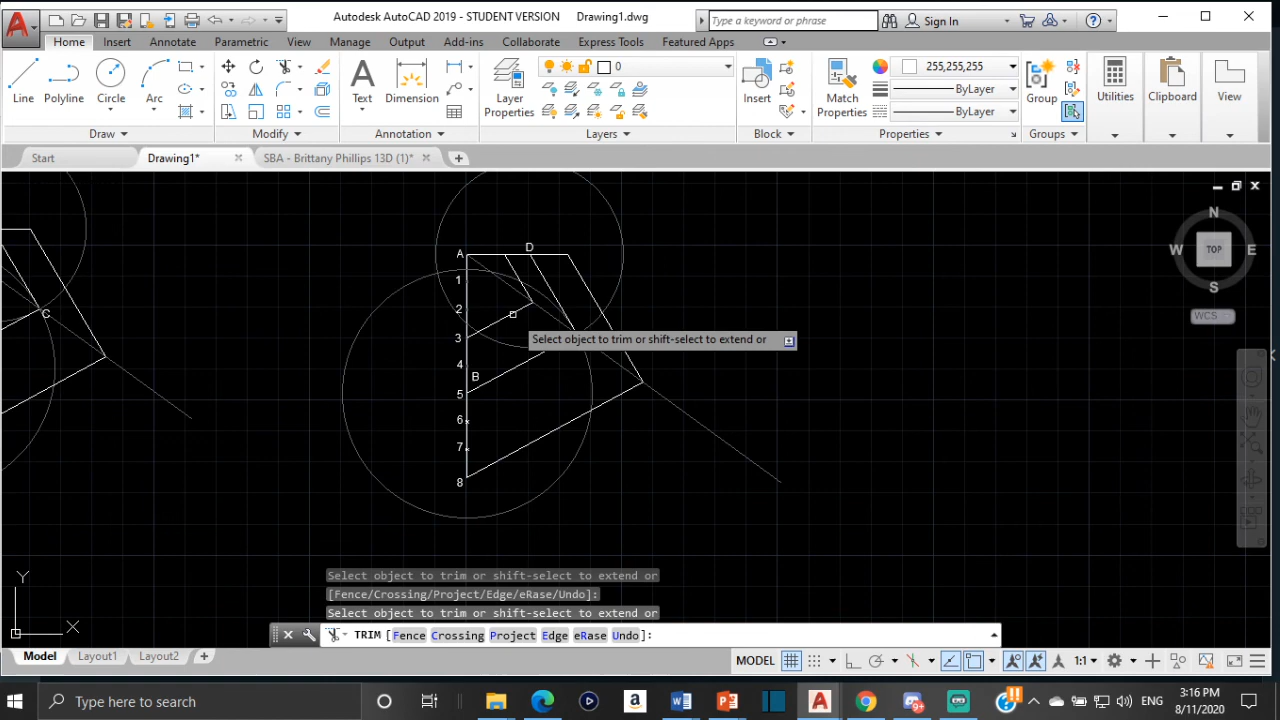 Autodesk AutoCAD 2019 - STUDENT VERSION Drawing1.dwg
Type a keyword or phrase
Sign In
Home Insert Annotate Parametric View Manage Output Add-ins Collaborate Express Tools Featured Apps
0
255,255,255
Line Polyline Circle Arc Text Dimension Layer Properties Insert Match Properties ByLayer Group Utilities Clipboard View
ByLayer
Draw Modify Annotation Layers Block Properties Groups
Start Drawing1* SBA - Brittany Phillips 13D (1)*
N
W TOP E
S
WCS
A D
1
2
3
4
B
5
6
7
8
C
Select object to trim or shift-select to extend or
Select object to trim or shift-select to extend or
[Fence/Crossing/Project/Edge/eRase/Undo]:
Select object to trim or shift-select to extend or
TRIM [Fence Crossing Project Edge eRase Undo]:
Y
X
Model Layout1 Layout2 +
MODEL 1:1
Type here to search
ENG
3:16 PM
8/11/2020